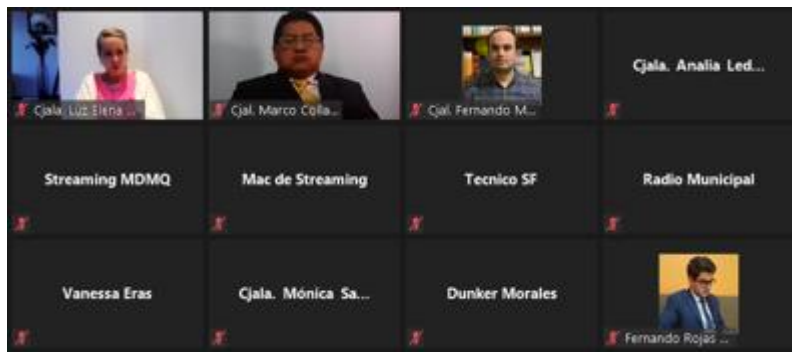 Cjala. Luz Elena ...
Cjal. Marco Colla...
Cjal. Fernando M...
Cjala. Analia Led...
Streaming MDMQ
Mac de Streaming
Tecnico SF
Radio Municipal
Vanessa Eras
Cjala. Mónica Sa...
Dunker Morales
Fernando Rojas ...